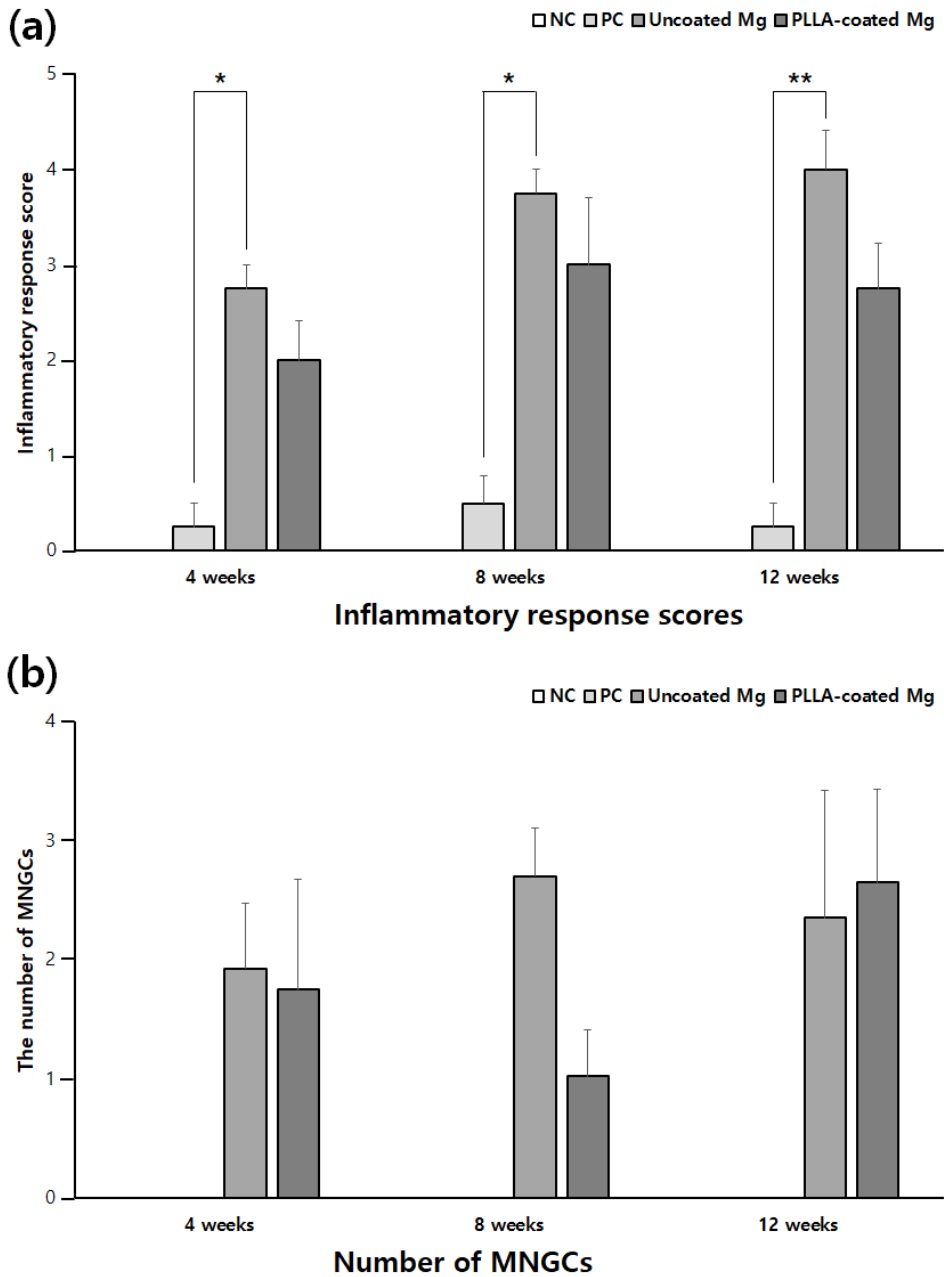 (a)
NC PC Uncoated Mg PLLA-coated Mg
* * **
5
4
3
2
1
0
Inflammatory response score
4 weeks 8 weeks 12 weeks
Inflammatory response scores
(b)
NC PC Uncoated Mg PLLA-coated Mg
4
3
2
1
0
The number of MNGCs
4 weeks 8 weeks 12 weeks
Number of MNGCs